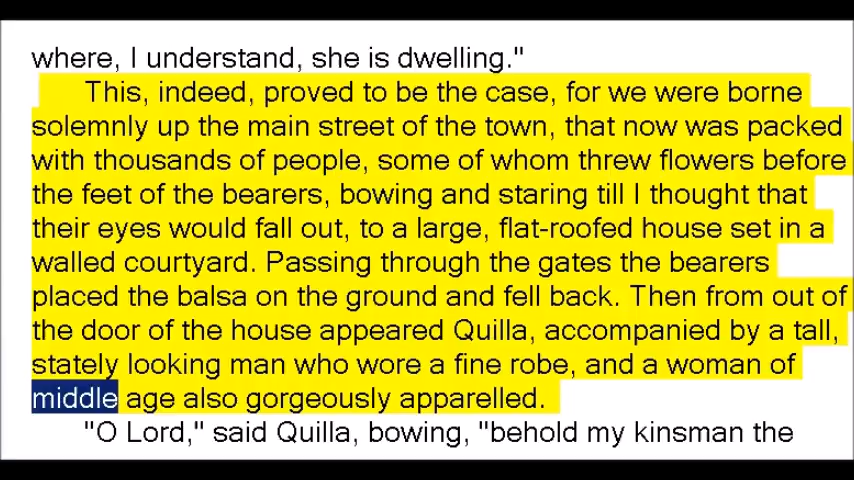 where, I understand, she is dwelling."
This, indeed, proved to be the case, for we were borne
solemnly up the main street of the town, that now was packed
with thousands of people, some of whom threw flowers before
the feet of the bearers, bowing and staring till I thought that
their eyes would fall out, to a large, flat-roofed house set in a
walled courtyard. Passing through the gates the bearers
placed the balsa on the ground and fell back. Then from out of
the door of the house appeared Quilla, accompanied by a tall,
stately looking man who wore a fine robe, and a woman of
middle age also gorgeously apparelled.
"O Lord," said Quilla, bowing, "behold my kinsman the